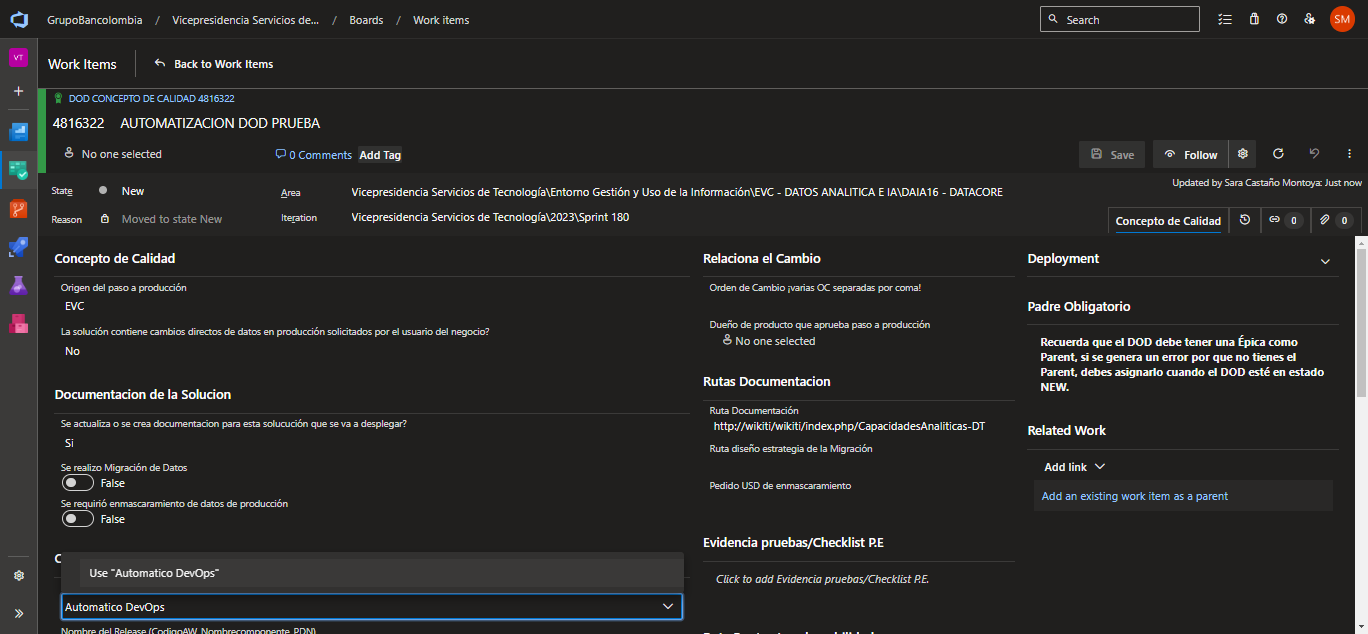 GrupoBancolombia / Vicepresidencia Servicios de... / Boards / Work items
Search
SM
VT
Work Items
Back to Work Items
DOD CONCEPTO DE CALIDAD 4816322
4816322 AUTOMATIZACION DOD PRUEBA
No one selected
0 Comments
Add Tag
Save
Follow
State
New
Area
Vicepresidencia Servicios de Tecnología\Entorno Gestión y Uso de la Información\EVC - DATOS ANALITICA E IA\DAIA16 - DATACORE
Updated by Sara Castaño Montoya: Just now
Reason
Moved to state New
Iteration
Vicepresidencia Servicios de Tecnología\2023\Sprint 180
Concepto de Calidad
0
0
Concepto de Calidad
Origen del paso a producción
EVC
La solución contiene cambios directos de datos en producción solicitados por el usuario del negocio?
No
Documentacion de la Solucion
Se actualiza o se crea documentacion para esta solucución que se va a desplegar?
Si
Se realizo Migración de Datos
False
Se requirió enmascaramiento de datos de producción
False
Use "Automatico DevOps"
Automatico DevOps
Nombre del Release (CodigoAW_Nombrecomponente_PDN)
Relaciona el Cambio
Orden de Cambio ¡varias OC separadas por coma!
Dueño de producto que aprueba paso a producción
No one selected
Rutas Documentacion
Ruta Documentación
http://wikiti/wikiti/index.php/CapacidadesAnaliticas-DT
Ruta diseño estrategia de la Migración
Pedido USD de enmascaramiento
Evidencia pruebas/Checklist P.E
Click to add Evidencia pruebas/Checklist P.E.
Deployment
Padre Obligatorio
Recuerda que el DOD debe tener una Épica como
Parent, si se genera un error por que no tienes el
Parent, debes asignarlo cuando el DOD esté en estado
NEW.
Related Work
Add link
Add an existing work item as a parent